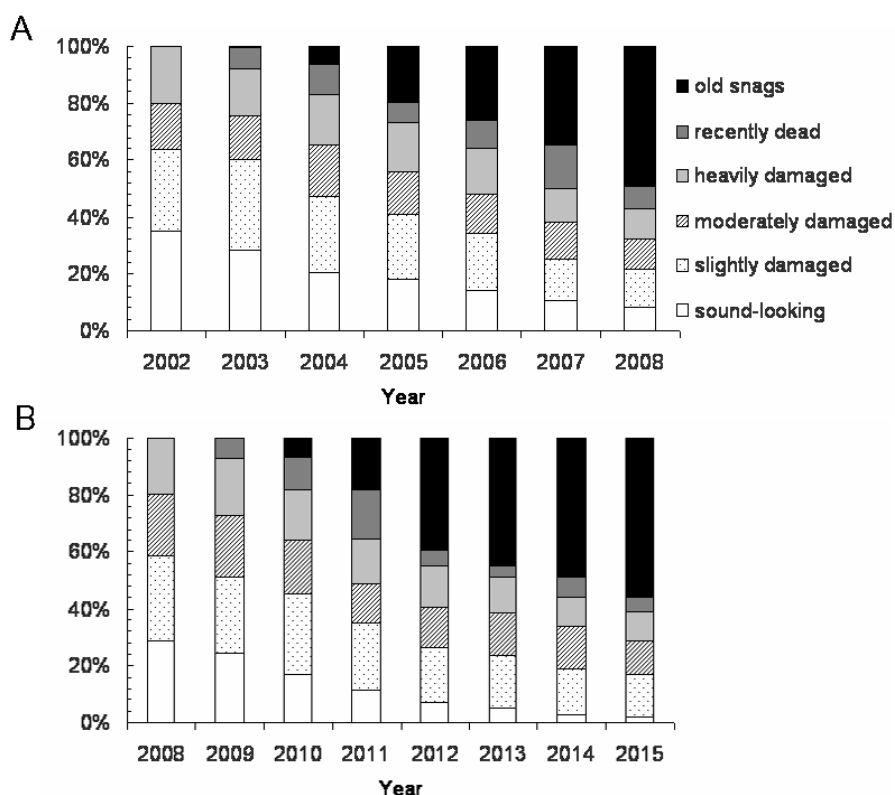 A
100%
80%
60%
40%
20%
0%
2002 2003 2004 2005 2006 2007 2008
Year
old snags
recently dead
heavily damaged
moderately damaged
slightly damaged
sound-looking
B
100%
80%
60%
40%
20%
0%
2008 2009 2010 2011 2012 2013 2014 2015
Year